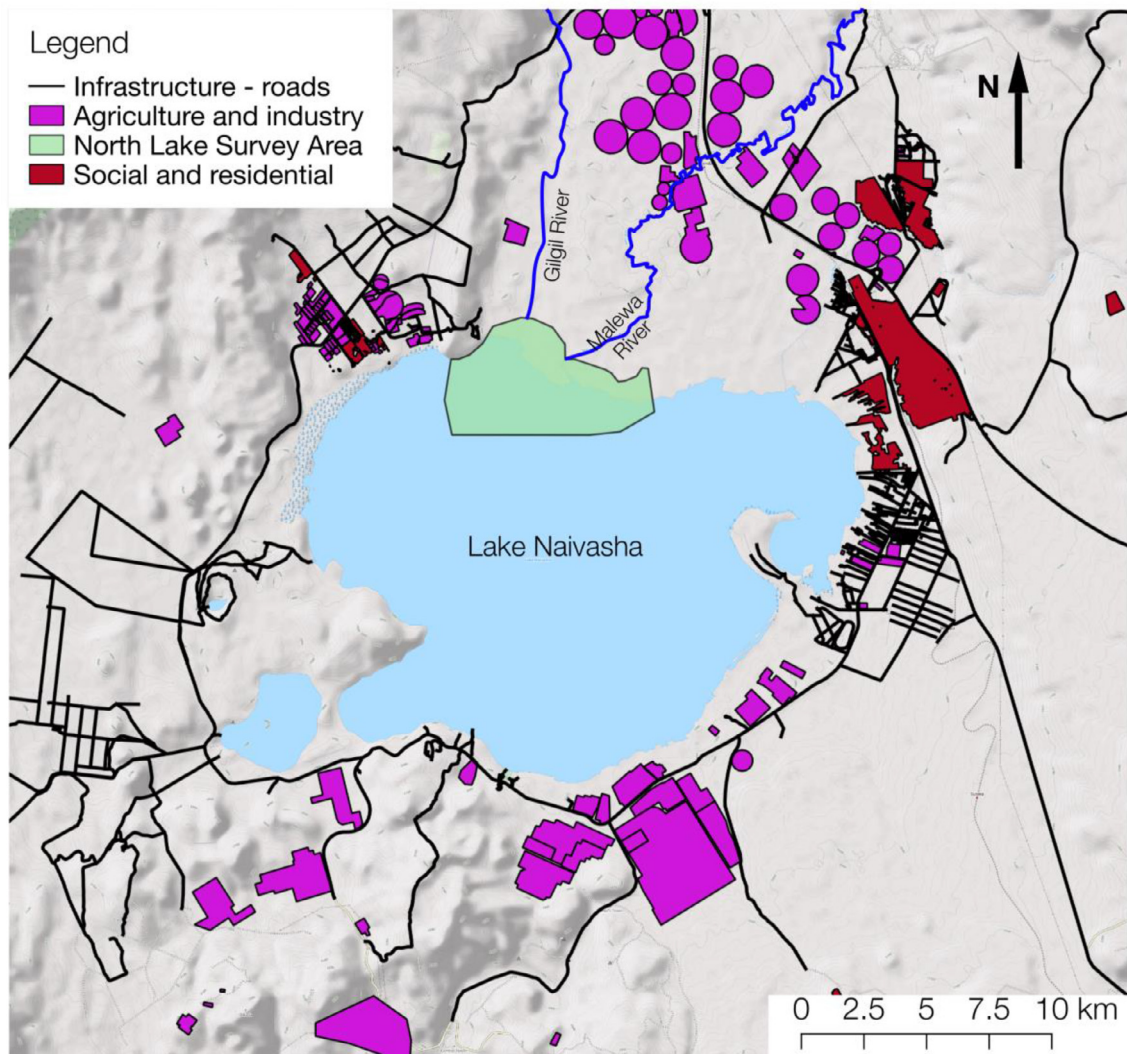 Legend
Infrastructure - roads
Agriculture and industry
North Lake Survey Area
Social and residential
N
Gilgil River
Malewa
River
Lake Naivasha
0 2.5 5 7.5 10 km